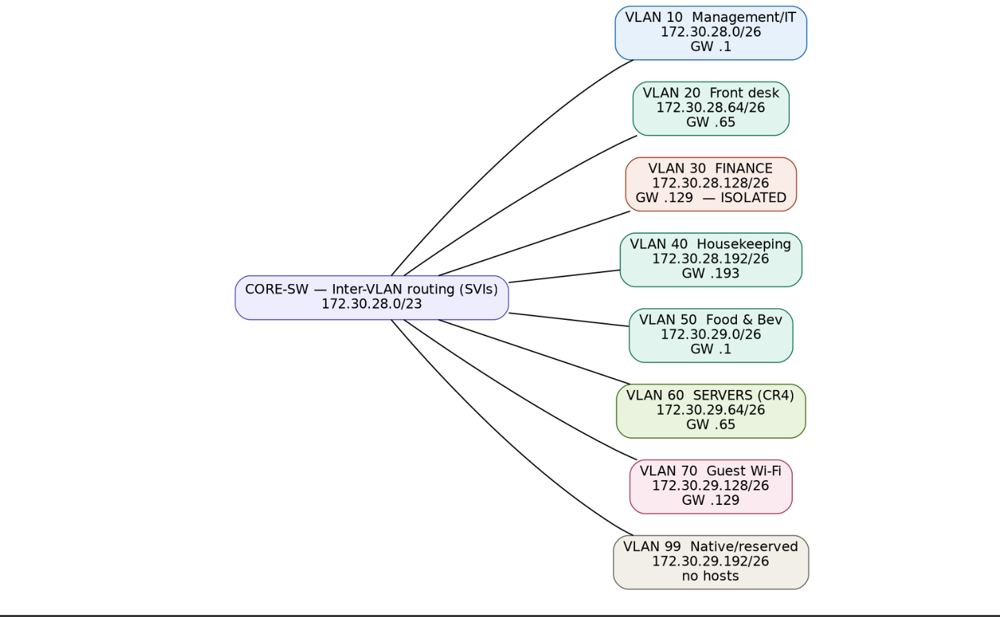 VLAN 10  Management/IT
172.30.28.0/26
GW .1
VLAN 20  Front desk
172.30.28.64/26
GW .65
VLAN 30  FINANCE
172.30.28.128/26
GW .129  — ISOLATED
VLAN 40  Housekeeping
172.30.28.192/26
GW .193
CORE-SW — Inter-VLAN routing (SVIs)
172.30.28.0/23
VLAN 50  Food & Bev
172.30.29.0/26
GW .1
VLAN 60  SERVERS (CR4)
172.30.29.64/26
GW .65
VLAN 70  Guest Wi-Fi
172.30.29.128/26
GW .129
VLAN 99  Native/reserved
172.30.29.192/26
no hosts